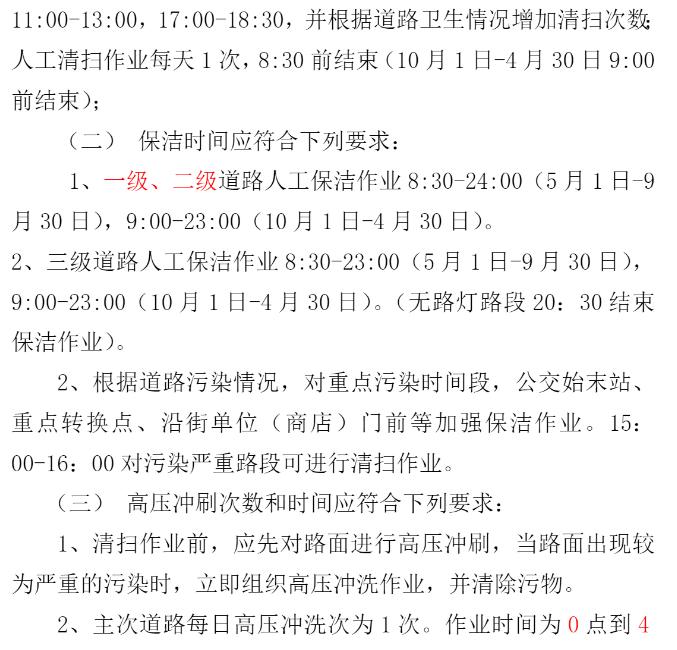 11:00-13:00，17:00-18:30，并根据道路卫生情况增加清扫次数；
人工清扫作业每天 1 次，8:30 前结束（10 月 1 日-4 月 30 日 9:00
前结束）；
（二） 保洁时间应符合下列要求：
1、一级、二级道路人工保洁作业 8:30-24:00（5 月 1 日-9
月 30 日），9:00-23:00（10 月 1 日-4 月 30 日）。
2、三级道路人工保洁作业 8:30-23:00（5 月 1 日-9 月 30 日），
9:00-23:00（10 月 1 日-4 月 30 日）。（无路灯路段 20：30 结束
保洁作业）。
2、根据道路污染情况，对重点污染时间段，公交始末站、
重点转换点、沿街单位（商店）门前等加强保洁作业。15：
00-16：00 对污染严重路段可进行清扫作业。
（三） 高压冲刷次数和时间应符合下列要求：
1、清扫作业前，应先对路面进行高压冲刷，当路面出现较
为严重的污染时，立即组织高压冲洗作业，并清除污物。
2、主次道路每日高压冲洗次为 1 次。作业时间为 0 点到 4